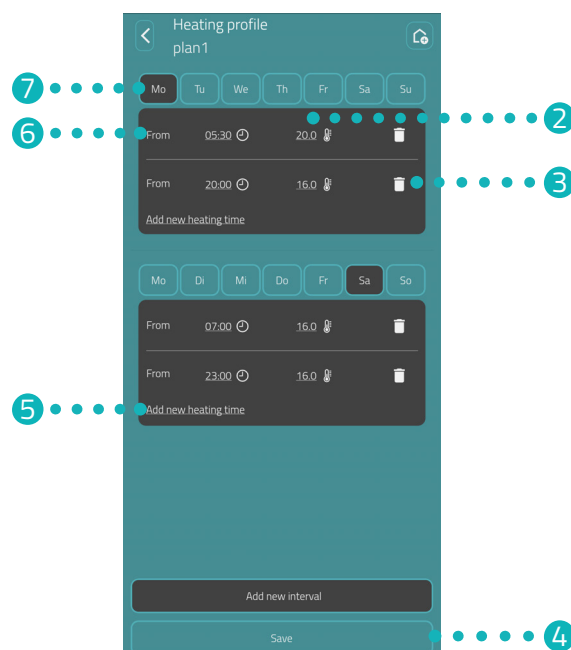 Heating profile
plan1
7 Mo Tu We Th Fr Sa Su
2
6 From 05:30 20.0
3
From 20:00 16.0
Add new heating time
Mo Di Mi Do Fr Sa So
From 07:00 16.0
From 23:00 16.0
5 Add new heating time
Add new interval
Save 4